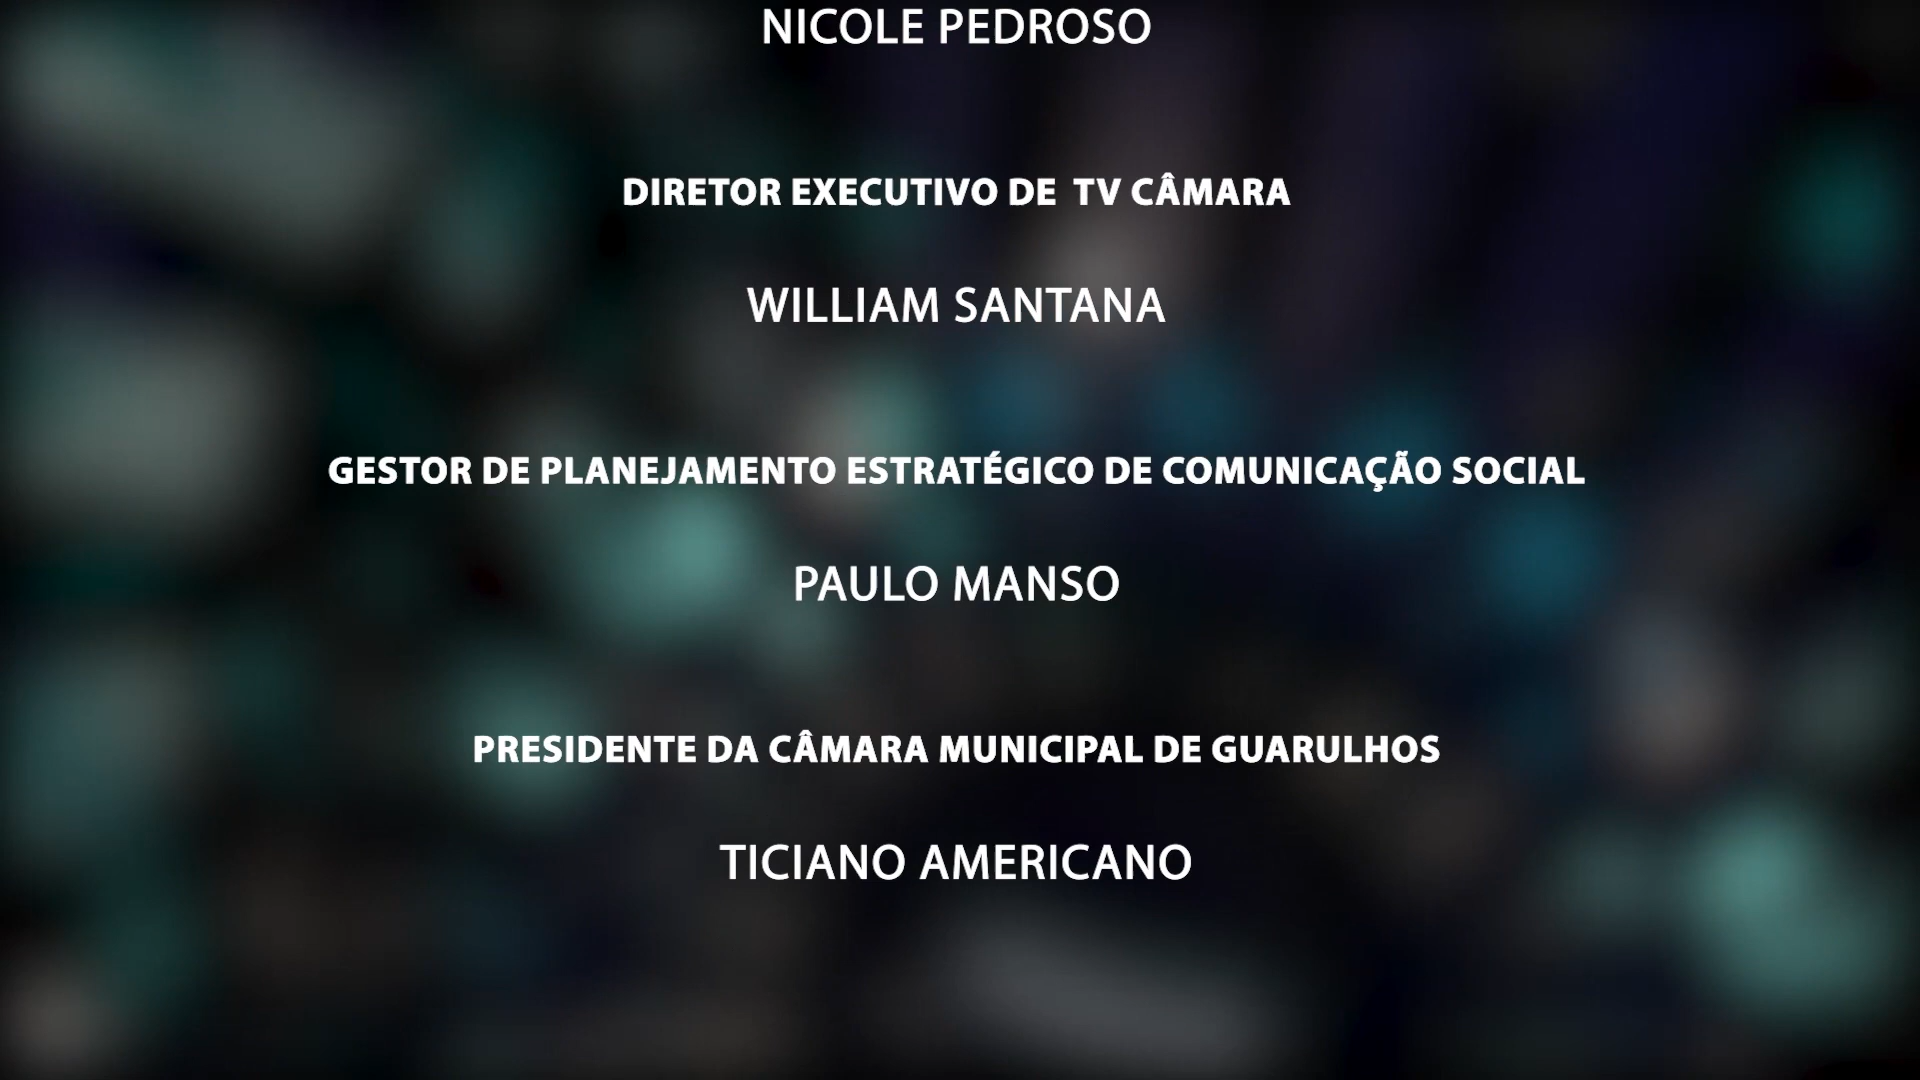 NICOLE PEDROSO
DIRETOR EXECUTIVO DE  TV CÂMARA
WILLIAM SANTANA
GESTOR DE PLANEJAMENTO ESTRATÉGICO DE COMUNICAÇÃO SOCIAL
PAULO MANSO
PRESIDENTE DA CÂMARA MUNICIPAL DE GUARULHOS
TICIANO AMERICANO